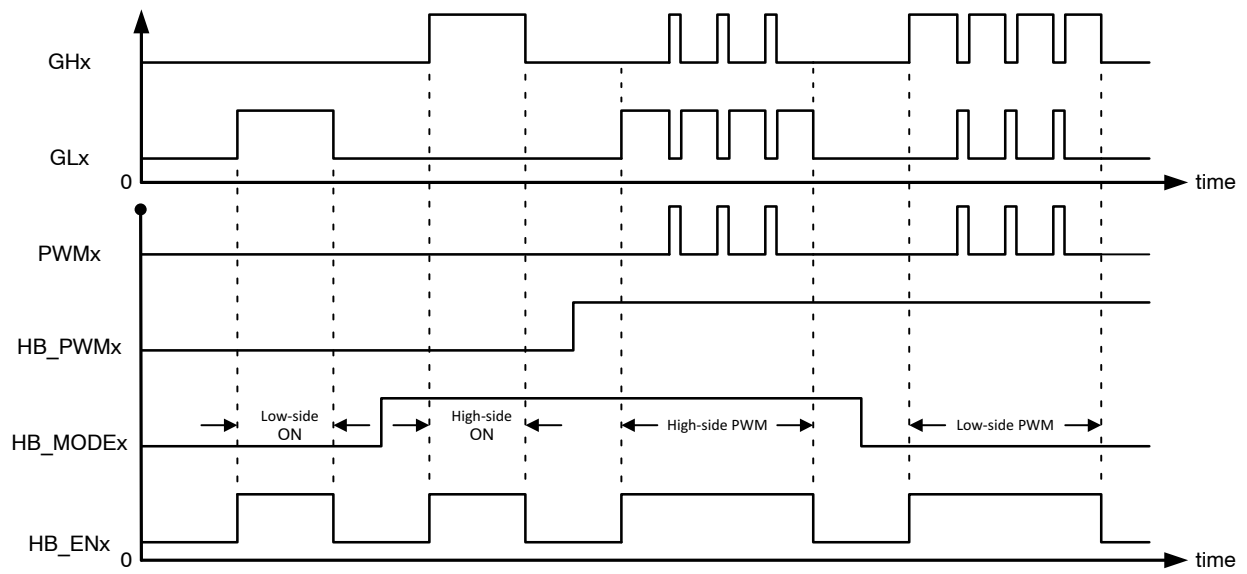 GHx
GLx
0
time
PWMx
HB_PWMx
Low-side
ON
High-side
ON
High-side PWM
Low-side PWM
HB_MODEx
HB_ENx
0
time